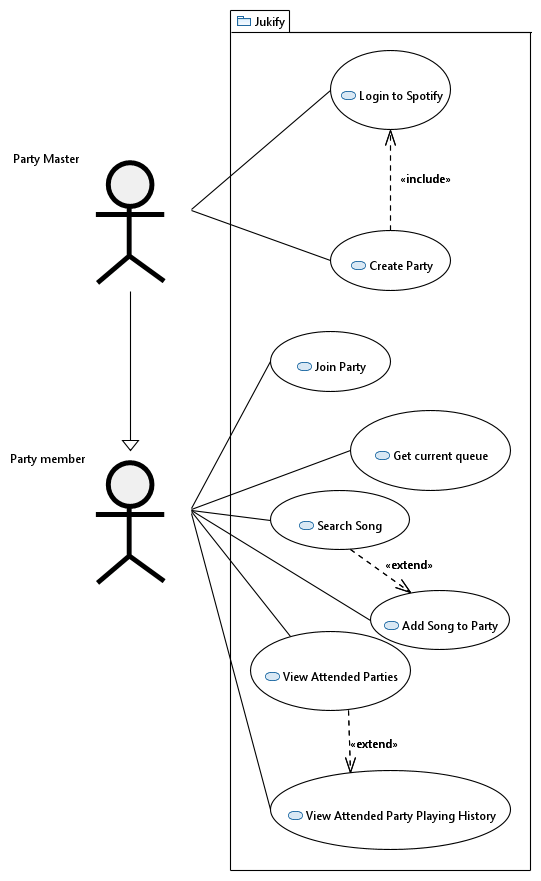 Jukify
Login to Spotify
Party Master
«include»
Create Party
Join Party
Get current queue
Party member
Search Song
«extend»
Add Song to Party
View Attended Parties
«extend»
View Attended Party Playing History